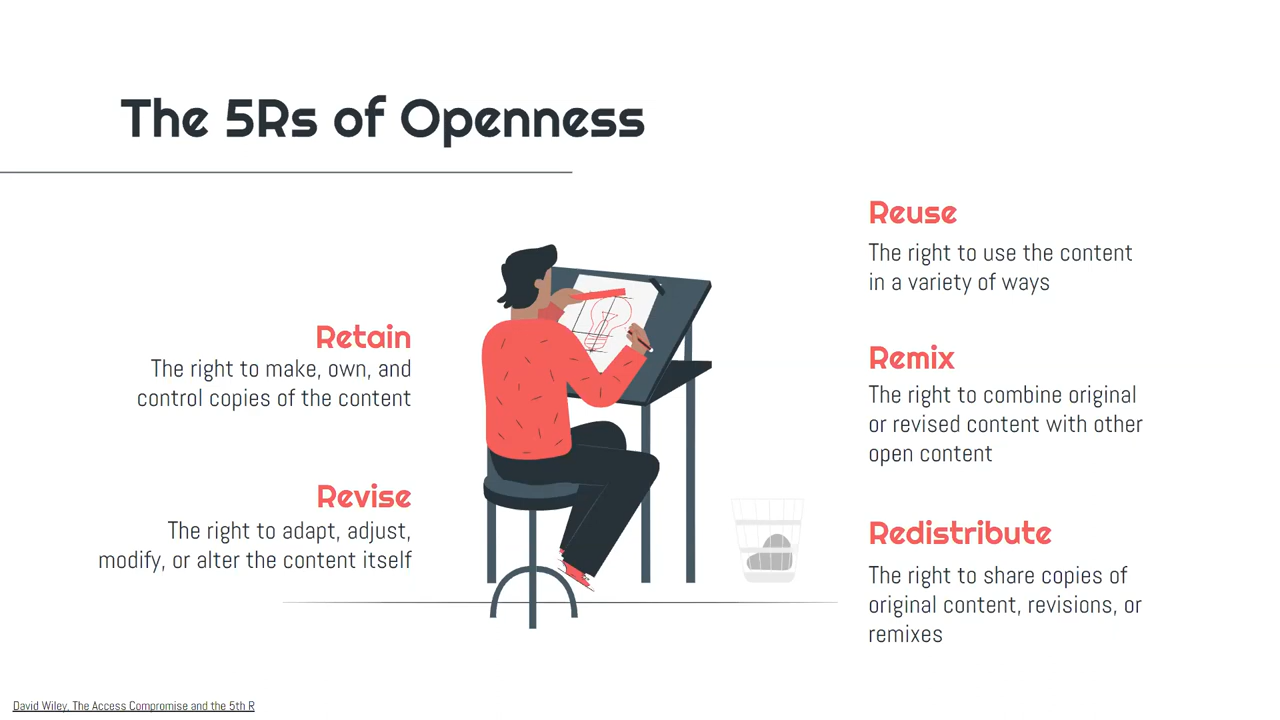 The 5Rs of Openness
Retain
The right to make, own, and
control copies of the content
Revise
The right to adapt, adjust,
modify, or alter the content itself
Reuse
The right to use the content
in a variety of ways
Remix
The right to combine original
or revised content with other
open content
Redistribute
The right to share copies of
original content, revisions, or
remixes
David Wiley, The Access Compromise and the 5th R